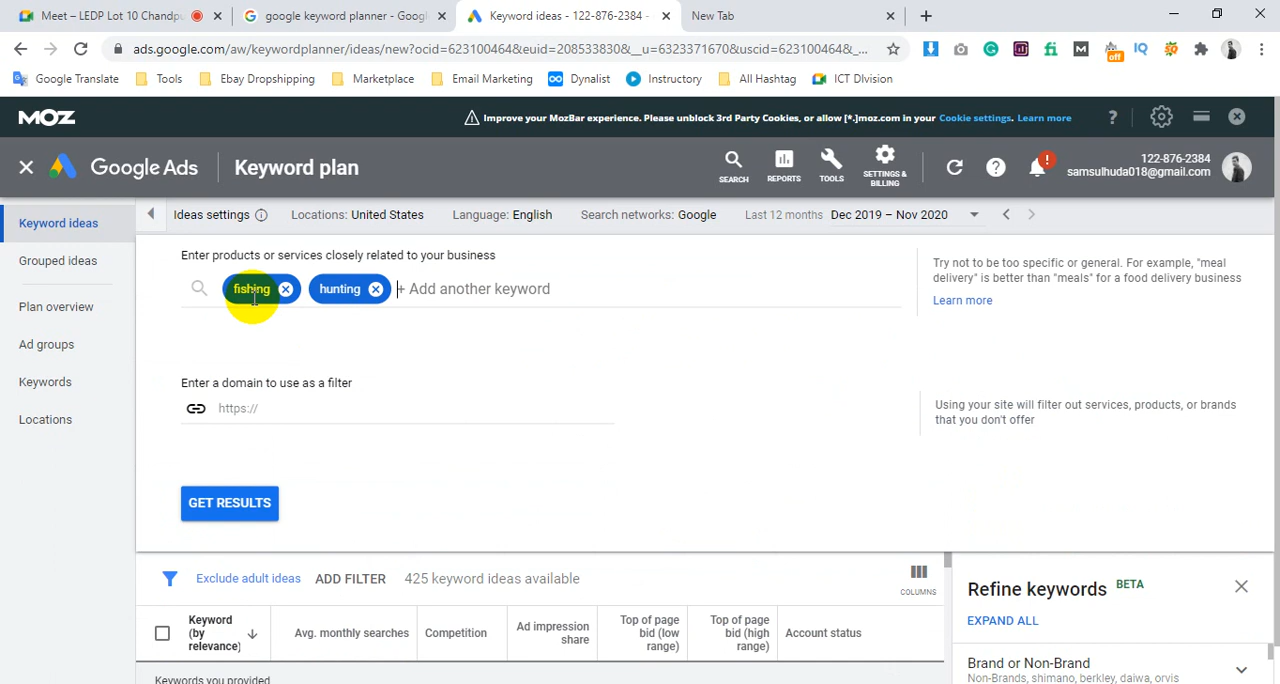 Meet – LEDP Lot 10 Chandpu
google keyword planner - Googl
Keyword ideas - 122-876-2384 -
New Tab
ads.google.com/aw/keywordplanner/ideas/new?ocid=623100464&euid=208533830&__u=6323371670&uscid=623100464&_...
Google Translate
Tools
Ebay Dropshipping
Marketplace
Email Marketing
Dynalist
Instructory
All Hashtag
ICT DIvision
MOZ
Improve your MozBar experience. Please unblock 3rd Party Cookies, or allow [*.]moz.com in your Cookie settings. Learn more
Google Ads
Keyword plan
SEARCH
REPORTS
TOOLS
SETTINGS & BILLING
122-876-2384
samsulhuda018@gmail.com
Keyword ideas
Grouped ideas
Plan overview
Ad groups
Keywords
Locations
Ideas settings
Locations: United States
Language: English
Search networks: Google
Last 12 months
Dec 2019 – Nov 2020
Enter products or services closely related to your business
fishing
hunting
+ Add another keyword
Try not to be too specific or general. For example, "meal
delivery" is better than "meals" for a food delivery business
Learn more
Enter a domain to use as a filter
https://
Using your site will filter out services, products, or brands
that you don't offer
GET RESULTS
Exclude adult ideas
ADD FILTER
425 keyword ideas available
COLUMNS
Keyword (by relevance)
Avg. monthly searches
Competition
Ad impression share
Top of page bid (low range)
Top of page bid (high range)
Account status
Keywords you provided
Refine keywords BETA
EXPAND ALL
Brand or Non-Brand
Non-Brands, shimano, berkley, daiwa, orvis